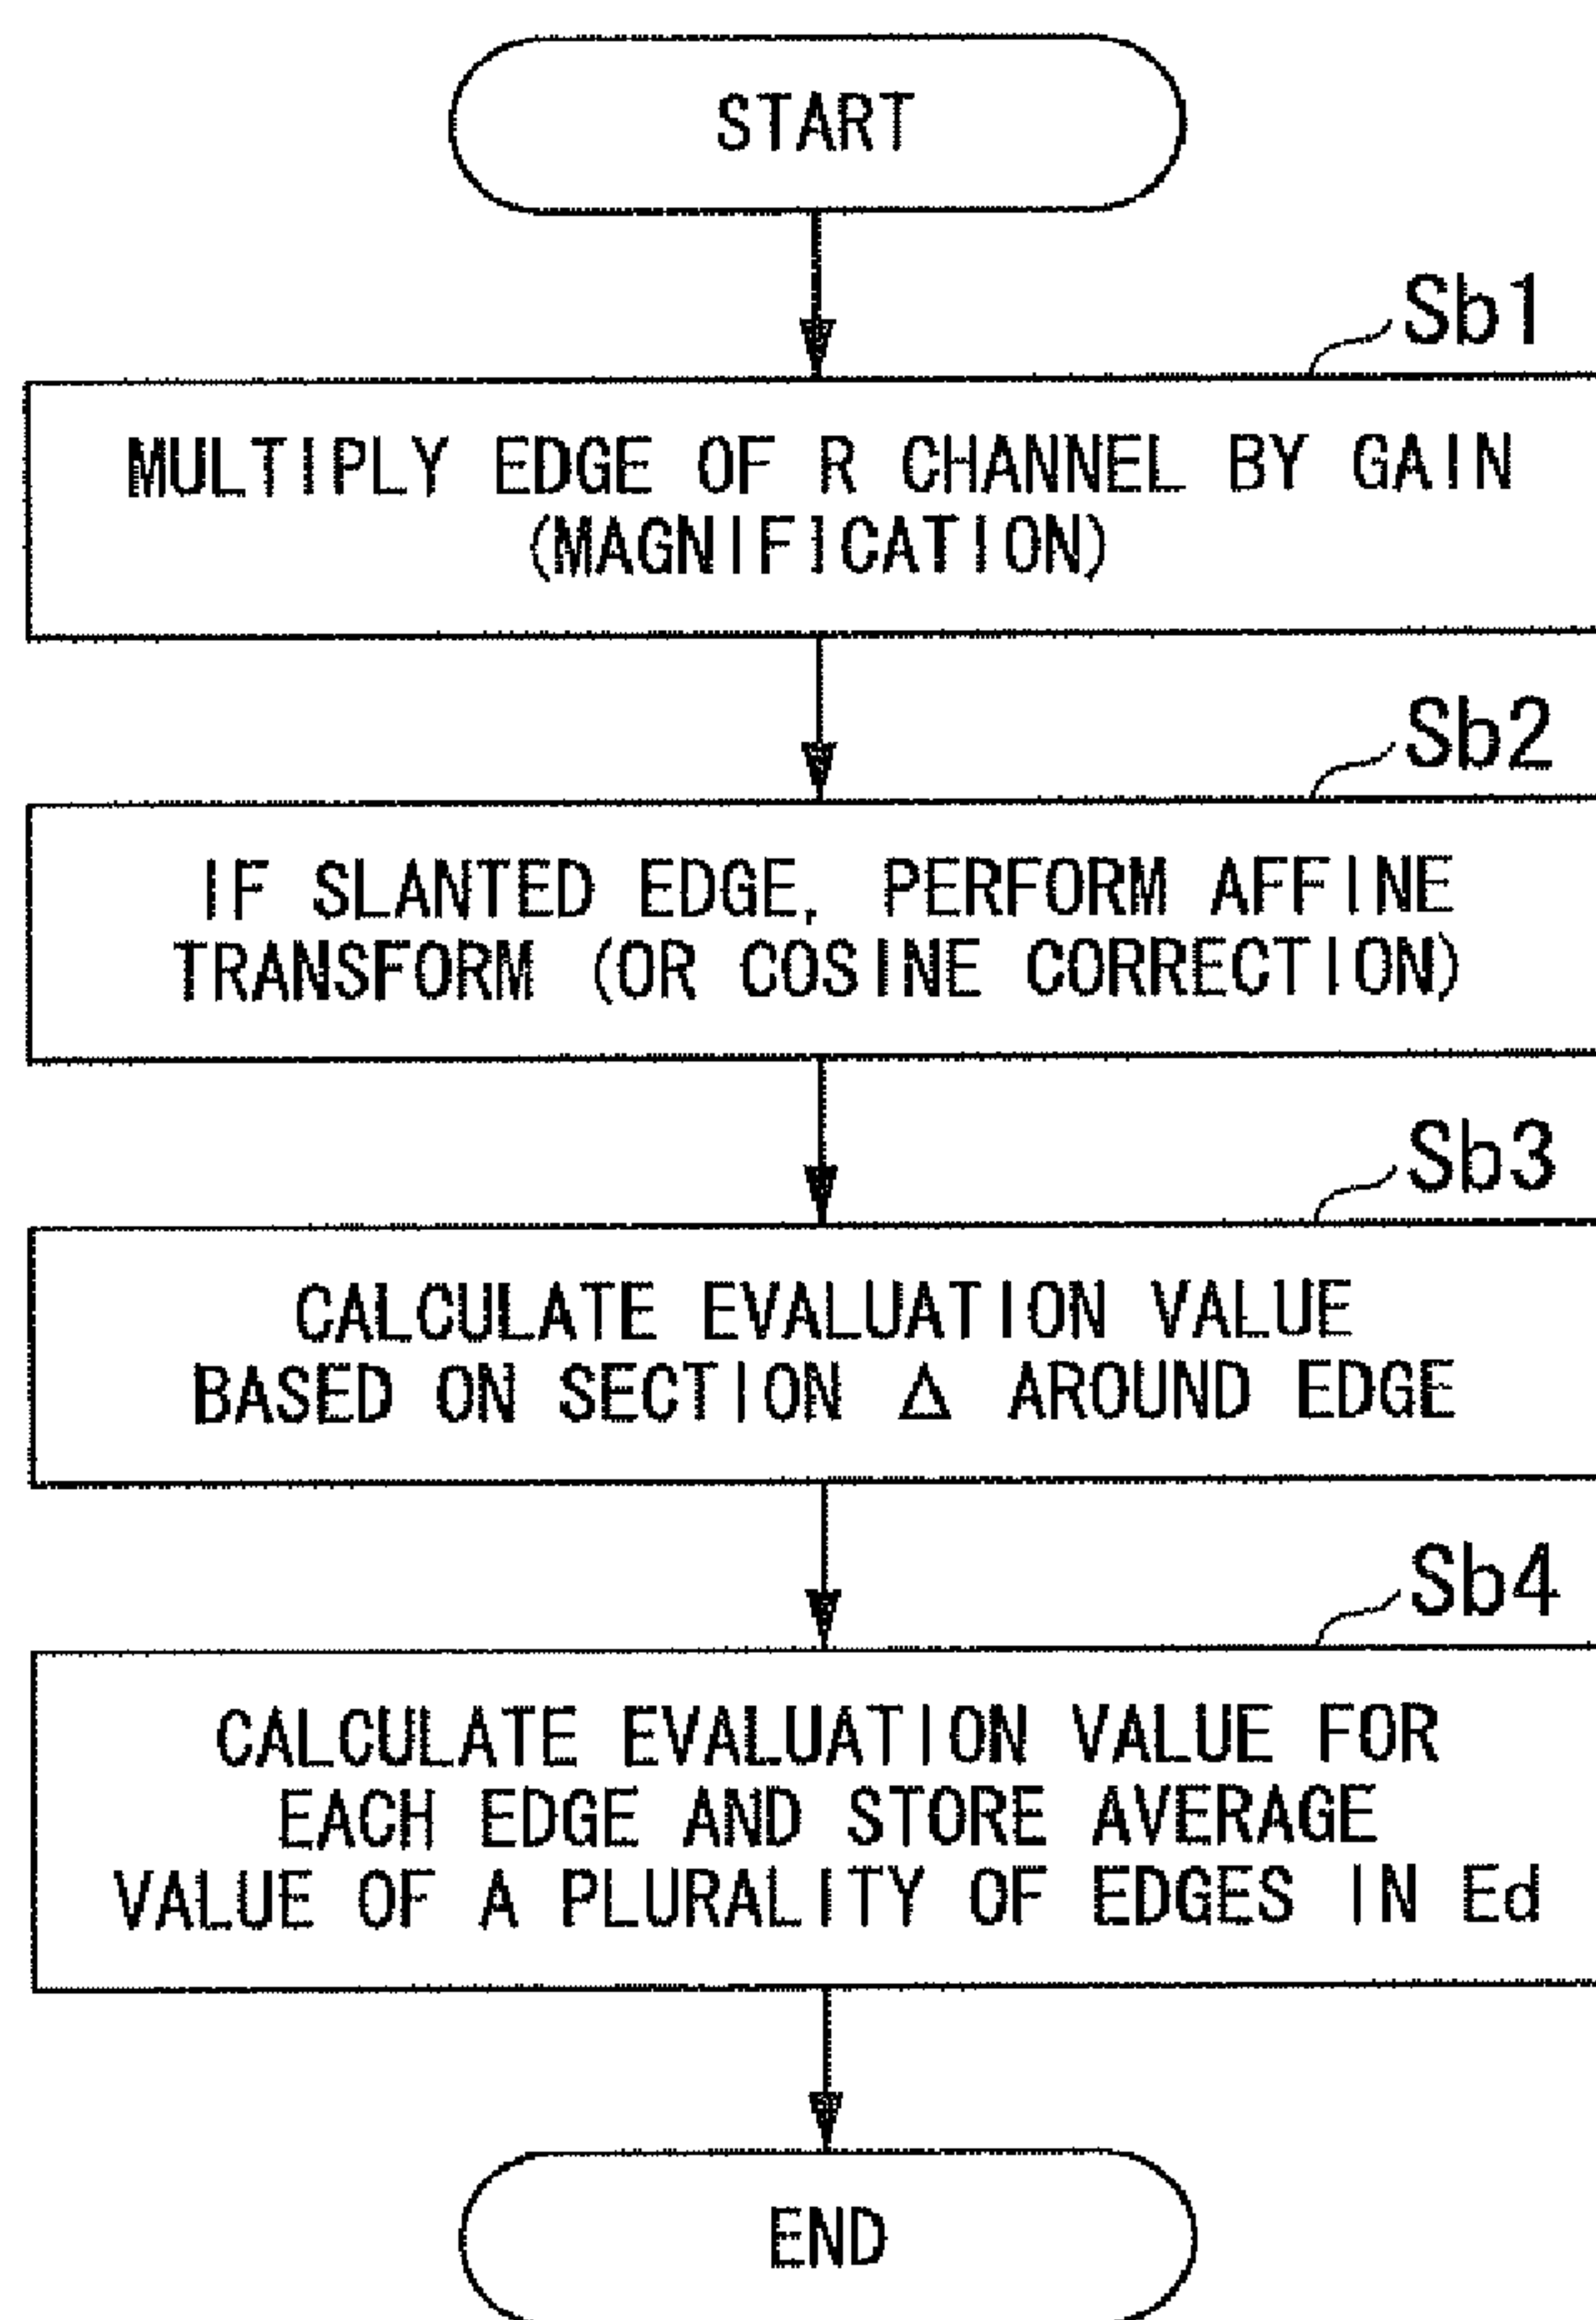 START
Sb1
MULTIPLY EDGE OF R CHANNEL BY GAIN
(MAGNIFICATION)
Sb2
IF SLANTED EDGE, PERFORM AFFINE
TRANSFORM (OR COSINE CORRECTION)
Sb3
CALCULATE EVALUATION VALUE
BASED ON SECTION Δ AROUND EDGE
Sb4
CALCULATE EVALUATION VALUE FOR
EACH EDGE AND STORE AVERAGE
VALUE OF A PLURALITY OF EDGES IN Ed
END